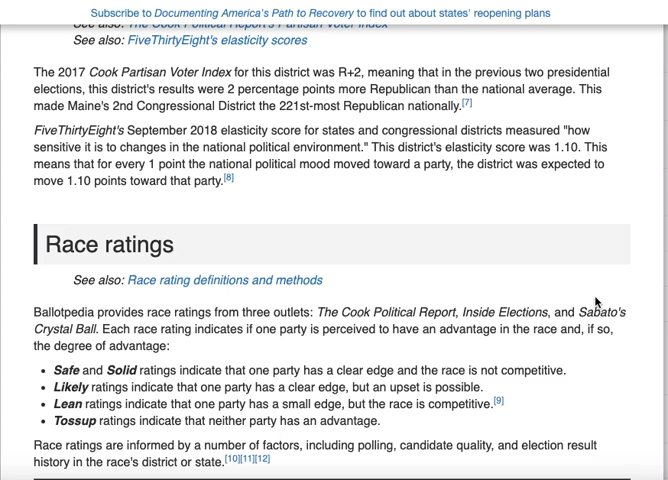 Subscribe to Documenting America's Path to Recovery to find out about states' reopening plans
See also: The Cook Political Report's Partisan Voter Index
See also: FiveThirtyEight's elasticity scores
The 2017 Cook Partisan Voter Index for this district was R+2, meaning that in the previous two presidential
elections, this district's results were 2 percentage points more Republican than the national average. This
made Maine's 2nd Congressional District the 221st-most Republican nationally.[7]
FiveThirtyEight's September 2018 elasticity score for states and congressional districts measured "how
sensitive it is to changes in the national political environment." This district's elasticity score was 1.10. This
means that for every 1 point the national political mood moved toward a party, the district was expected to
move 1.10 points toward that party.[8]
Race ratings
See also: Race rating definitions and methods
Ballotpedia provides race ratings from three outlets: The Cook Political Report, Inside Elections, and Sabato's
Crystal Ball. Each race rating indicates if one party is perceived to have an advantage in the race and, if so,
the degree of advantage:
• Safe and Solid ratings indicate that one party has a clear edge and the race is not competitive.
• Likely ratings indicate that one party has a clear edge, but an upset is possible.
• Lean ratings indicate that one party has a small edge, but the race is competitive.[9]
• Tossup ratings indicate that neither party has an advantage.
Race ratings are informed by a number of factors, including polling, candidate quality, and election result
history in the race's district or state.[10][11][12]